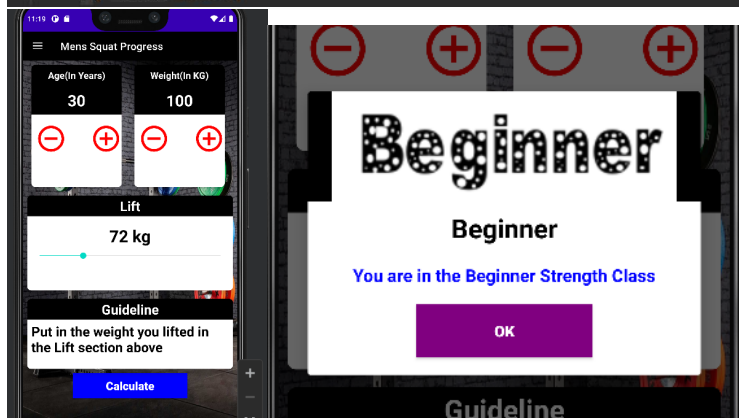 11:19
Mens Squat Progress
Age(In Years)
30
Weight(In KG)
100
Lift
72 kg
Guideline
Put in the weight you lifted in
the Lift section above
Calculate
Beginner
Beginner
You are in the Beginner Strength Class
OK
Guideline